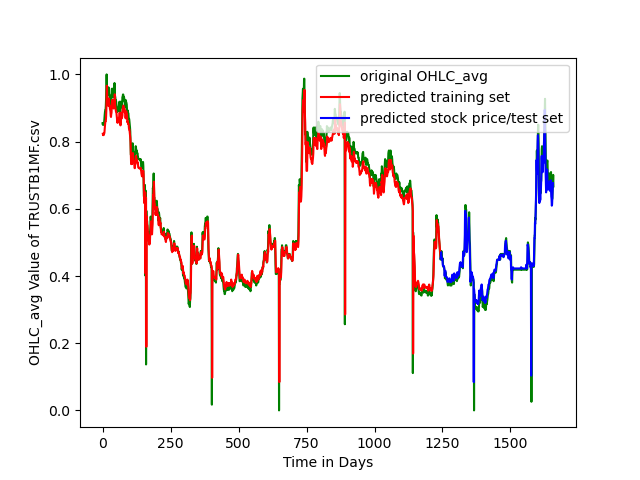 original OHLC_avg
predicted training set
predicted stock price/test set
OHLC_avg Value of TRUSTB1MF.csv
1.0
0.8
0.6
0.4
0.2
0.0
0 250 500 750 1000 1250 1500
Time in Days